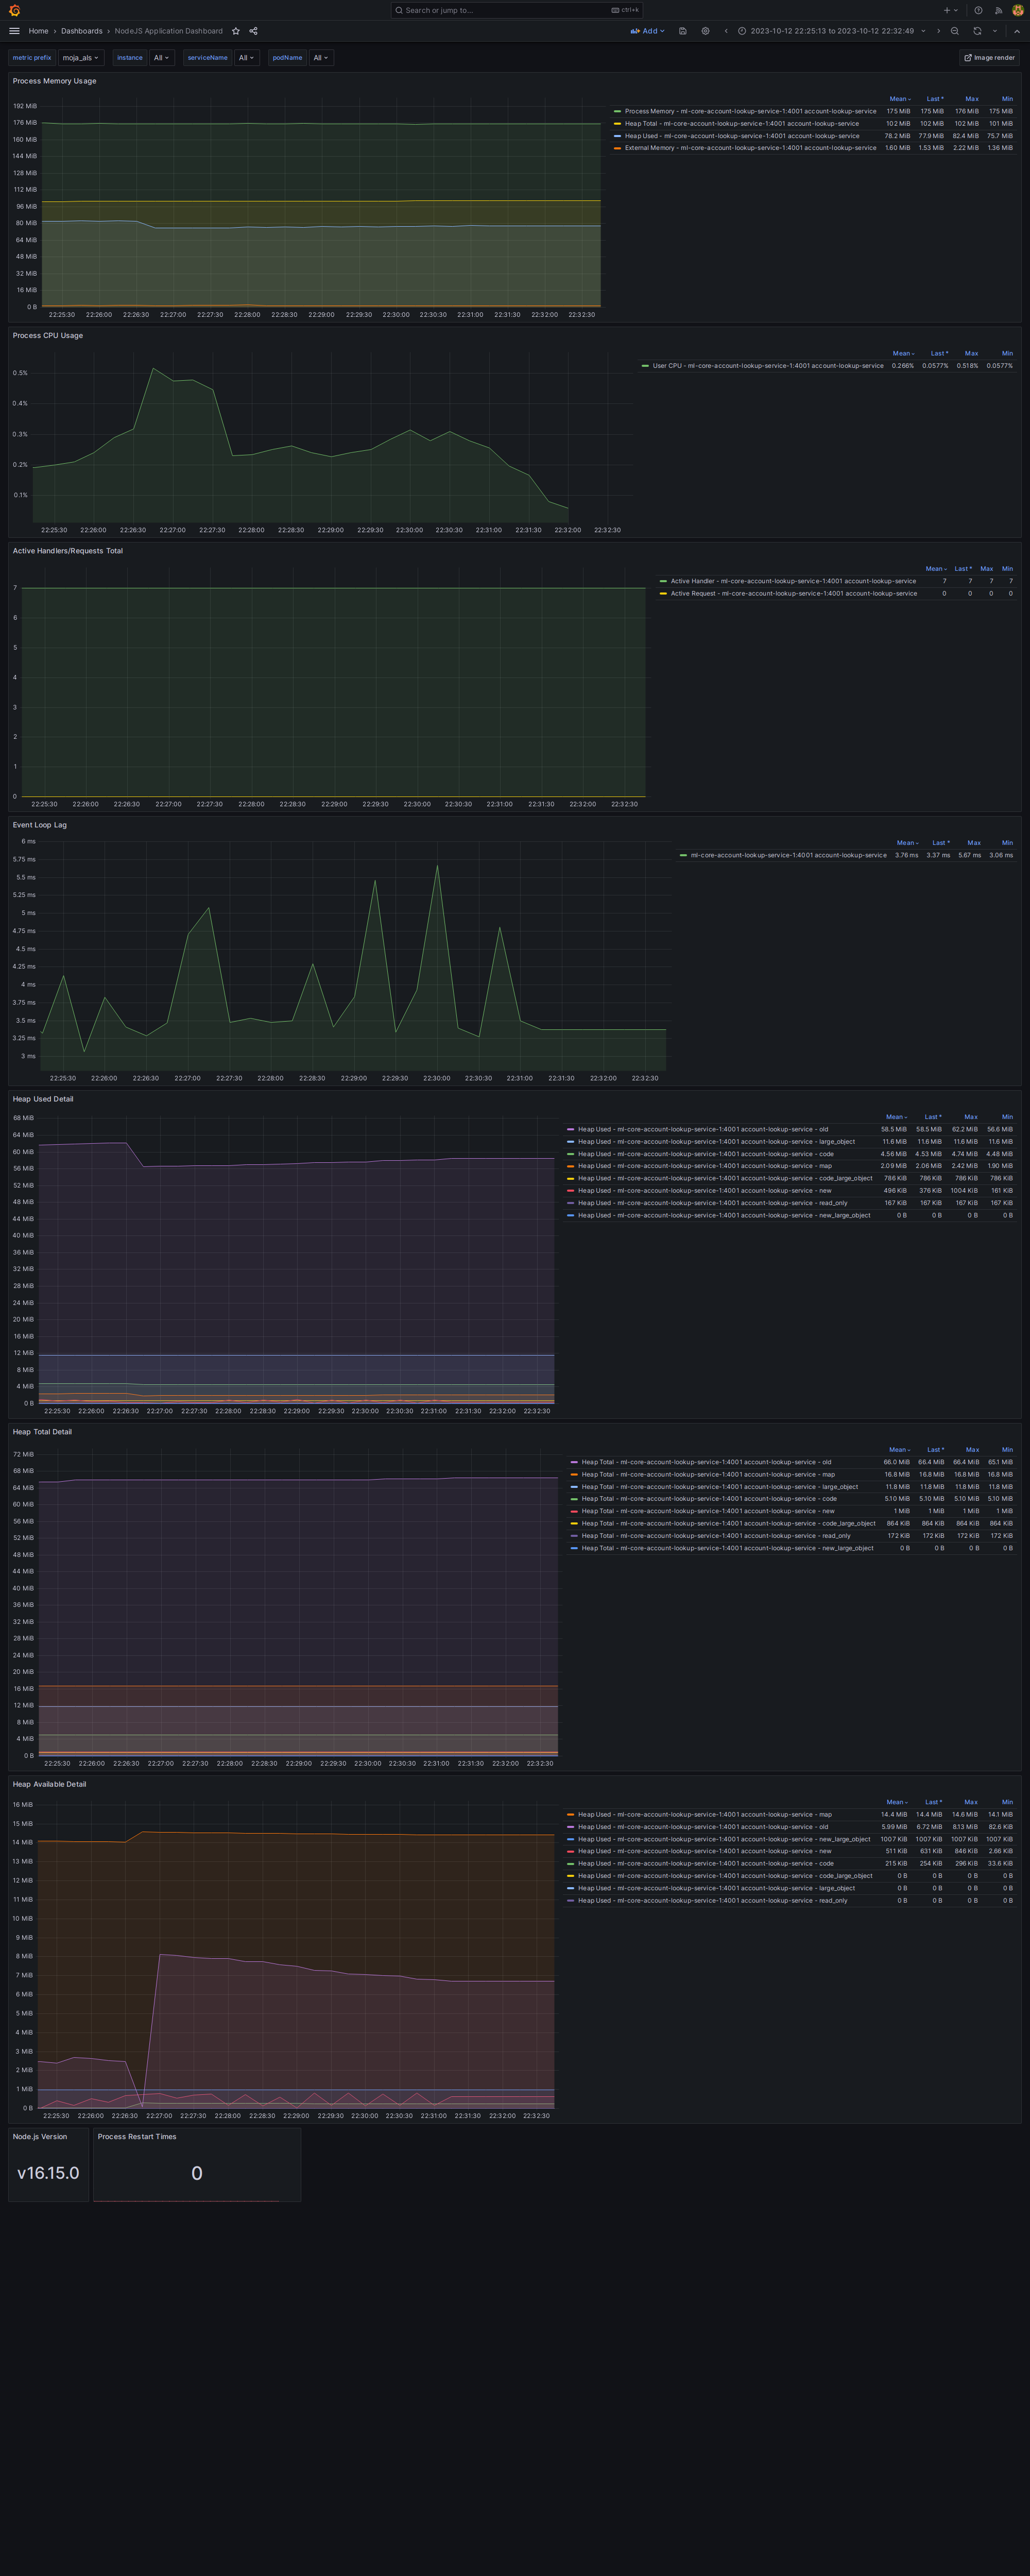 Search or jump to...
ctrl+k
Home › Dashboards › NodeJS Application Dashboard
Add
2023-10-12 22:25:13 to 2023-10-12 22:32:49
metric prefix moja_als instance All serviceName All podName All Image render
Process Memory Usage
192 MiB
176 MiB
160 MiB
144 MiB
128 MiB
112 MiB
96 MiB
80 MiB
64 MiB
48 MiB
32 MiB
16 MiB
0 B
22:25:30 22:26:00 22:26:30 22:27:00 22:27:30 22:28:00 22:28:30 22:29:00 22:29:30 22:30:00 22:30:30 22:31:00 22:31:30 22:32:00 22:32:30
Mean Last * Max Min
Process Memory - ml-core-account-lookup-service-1:4001 account-lookup-service 175 MiB 175 MiB 176 MiB 175 MiB
Heap Total - ml-core-account-lookup-service-1:4001 account-lookup-service 102 MiB 102 MiB 102 MiB 101 MiB
Heap Used - ml-core-account-lookup-service-1:4001 account-lookup-service 78.2 MiB 77.9 MiB 82.4 MiB 75.7 MiB
External Memory - ml-core-account-lookup-service-1:4001 account-lookup-service 1.60 MiB 1.53 MiB 2.22 MiB 1.36 MiB
Process CPU Usage
0.5%
0.4%
0.3%
0.2%
0.1%
22:25:30 22:26:00 22:26:30 22:27:00 22:27:30 22:28:00 22:28:30 22:29:00 22:29:30 22:30:00 22:30:30 22:31:00 22:31:30 22:32:00 22:32:30
Mean Last * Max Min
User CPU - ml-core-account-lookup-service-1:4001 account-lookup-service 0.266% 0.0577% 0.518% 0.0577%
Active Handlers/Requests Total
7
6
5
4
3
2
1
0
22:25:30 22:26:00 22:26:30 22:27:00 22:27:30 22:28:00 22:28:30 22:29:00 22:29:30 22:30:00 22:30:30 22:31:00 22:31:30 22:32:00 22:32:30
Mean Last * Max Min
Active Handler - ml-core-account-lookup-service-1:4001 account-lookup-service 7 7 7 7
Active Request - ml-core-account-lookup-service-1:4001 account-lookup-service 0 0 0 0
Event Loop Lag
6 ms
5.75 ms
5.5 ms
5.25 ms
5 ms
4.75 ms
4.5 ms
4.25 ms
4 ms
3.75 ms
3.5 ms
3.25 ms
3 ms
22:25:30 22:26:00 22:26:30 22:27:00 22:27:30 22:28:00 22:28:30 22:29:00 22:29:30 22:30:00 22:30:30 22:31:00 22:31:30 22:32:00 22:32:30
Mean Last * Max Min
ml-core-account-lookup-service-1:4001 account-lookup-service 3.76 ms 3.37 ms 5.67 ms 3.06 ms
Heap Used Detail
68 MiB
64 MiB
60 MiB
56 MiB
52 MiB
48 MiB
44 MiB
40 MiB
36 MiB
32 MiB
28 MiB
24 MiB
20 MiB
16 MiB
12 MiB
8 MiB
4 MiB
0 B
22:25:30 22:26:00 22:26:30 22:27:00 22:27:30 22:28:00 22:28:30 22:29:00 22:29:30 22:30:00 22:30:30 22:31:00 22:31:30 22:32:00 22:32:30
Mean Last * Max Min
Heap Used - ml-core-account-lookup-service-1:4001 account-lookup-service - old 58.5 MiB 58.5 MiB 62.2 MiB 56.6 MiB
Heap Used - ml-core-account-lookup-service-1:4001 account-lookup-service - large_object 11.6 MiB 11.6 MiB 11.6 MiB 11.6 MiB
Heap Used - ml-core-account-lookup-service-1:4001 account-lookup-service - code 4.56 MiB 4.53 MiB 4.74 MiB 4.48 MiB
Heap Used - ml-core-account-lookup-service-1:4001 account-lookup-service - map 2.09 MiB 2.06 MiB 2.42 MiB 1.90 MiB
Heap Used - ml-core-account-lookup-service-1:4001 account-lookup-service - code_large_object 786 KiB 786 KiB 786 KiB 786 KiB
Heap Used - ml-core-account-lookup-service-1:4001 account-lookup-service - new 496 KiB 376 KiB 1004 KiB 161 KiB
Heap Used - ml-core-account-lookup-service-1:4001 account-lookup-service - read_only 167 KiB 167 KiB 167 KiB 167 KiB
Heap Used - ml-core-account-lookup-service-1:4001 account-lookup-service - new_large_object 0 B 0 B 0 B 0 B
Heap Total Detail
72 MiB
68 MiB
64 MiB
60 MiB
56 MiB
52 MiB
48 MiB
44 MiB
40 MiB
36 MiB
32 MiB
28 MiB
24 MiB
20 MiB
16 MiB
12 MiB
8 MiB
4 MiB
0 B
22:25:30 22:26:00 22:26:30 22:27:00 22:27:30 22:28:00 22:28:30 22:29:00 22:29:30 22:30:00 22:30:30 22:31:00 22:31:30 22:32:00 22:32:30
Mean Last * Max Min
Heap Total - ml-core-account-lookup-service-1:4001 account-lookup-service - old 66.0 MiB 66.4 MiB 66.4 MiB 65.1 MiB
Heap Total - ml-core-account-lookup-service-1:4001 account-lookup-service - map 16.8 MiB 16.8 MiB 16.8 MiB 16.8 MiB
Heap Total - ml-core-account-lookup-service-1:4001 account-lookup-service - large_object 11.8 MiB 11.8 MiB 11.8 MiB 11.8 MiB
Heap Total - ml-core-account-lookup-service-1:4001 account-lookup-service - code 5.10 MiB 5.10 MiB 5.10 MiB 5.10 MiB
Heap Total - ml-core-account-lookup-service-1:4001 account-lookup-service - new 1 MiB 1 MiB 1 MiB 1 MiB
Heap Total - ml-core-account-lookup-service-1:4001 account-lookup-service - code_large_object 864 KiB 864 KiB 864 KiB 864 KiB
Heap Total - ml-core-account-lookup-service-1:4001 account-lookup-service - read_only 172 KiB 172 KiB 172 KiB 172 KiB
Heap Total - ml-core-account-lookup-service-1:4001 account-lookup-service - new_large_object 0 B 0 B 0 B 0 B
Heap Available Detail
16 MiB
15 MiB
14 MiB
13 MiB
12 MiB
11 MiB
10 MiB
9 MiB
8 MiB
7 MiB
6 MiB
5 MiB
4 MiB
3 MiB
2 MiB
1 MiB
0 B
22:25:30 22:26:00 22:26:30 22:27:00 22:27:30 22:28:00 22:28:30 22:29:00 22:29:30 22:30:00 22:30:30 22:31:00 22:31:30 22:32:00 22:32:30
Mean Last * Max Min
Heap Used - ml-core-account-lookup-service-1:4001 account-lookup-service - map 14.4 MiB 14.4 MiB 14.6 MiB 14.1 MiB
Heap Used - ml-core-account-lookup-service-1:4001 account-lookup-service - old 5.99 MiB 6.72 MiB 8.13 MiB 82.6 KiB
Heap Used - ml-core-account-lookup-service-1:4001 account-lookup-service - new_large_object 1007 KiB 1007 KiB 1007 KiB 1007 KiB
Heap Used - ml-core-account-lookup-service-1:4001 account-lookup-service - new 511 KiB 631 KiB 846 KiB 2.66 KiB
Heap Used - ml-core-account-lookup-service-1:4001 account-lookup-service - code 215 KiB 254 KiB 296 KiB 33.6 KiB
Heap Used - ml-core-account-lookup-service-1:4001 account-lookup-service - code_large_object 0 B 0 B 0 B 0 B
Heap Used - ml-core-account-lookup-service-1:4001 account-lookup-service - large_object 0 B 0 B 0 B 0 B
Heap Used - ml-core-account-lookup-service-1:4001 account-lookup-service - read_only 0 B 0 B 0 B 0 B
Node.js Version
v16.15.0
Process Restart Times
0